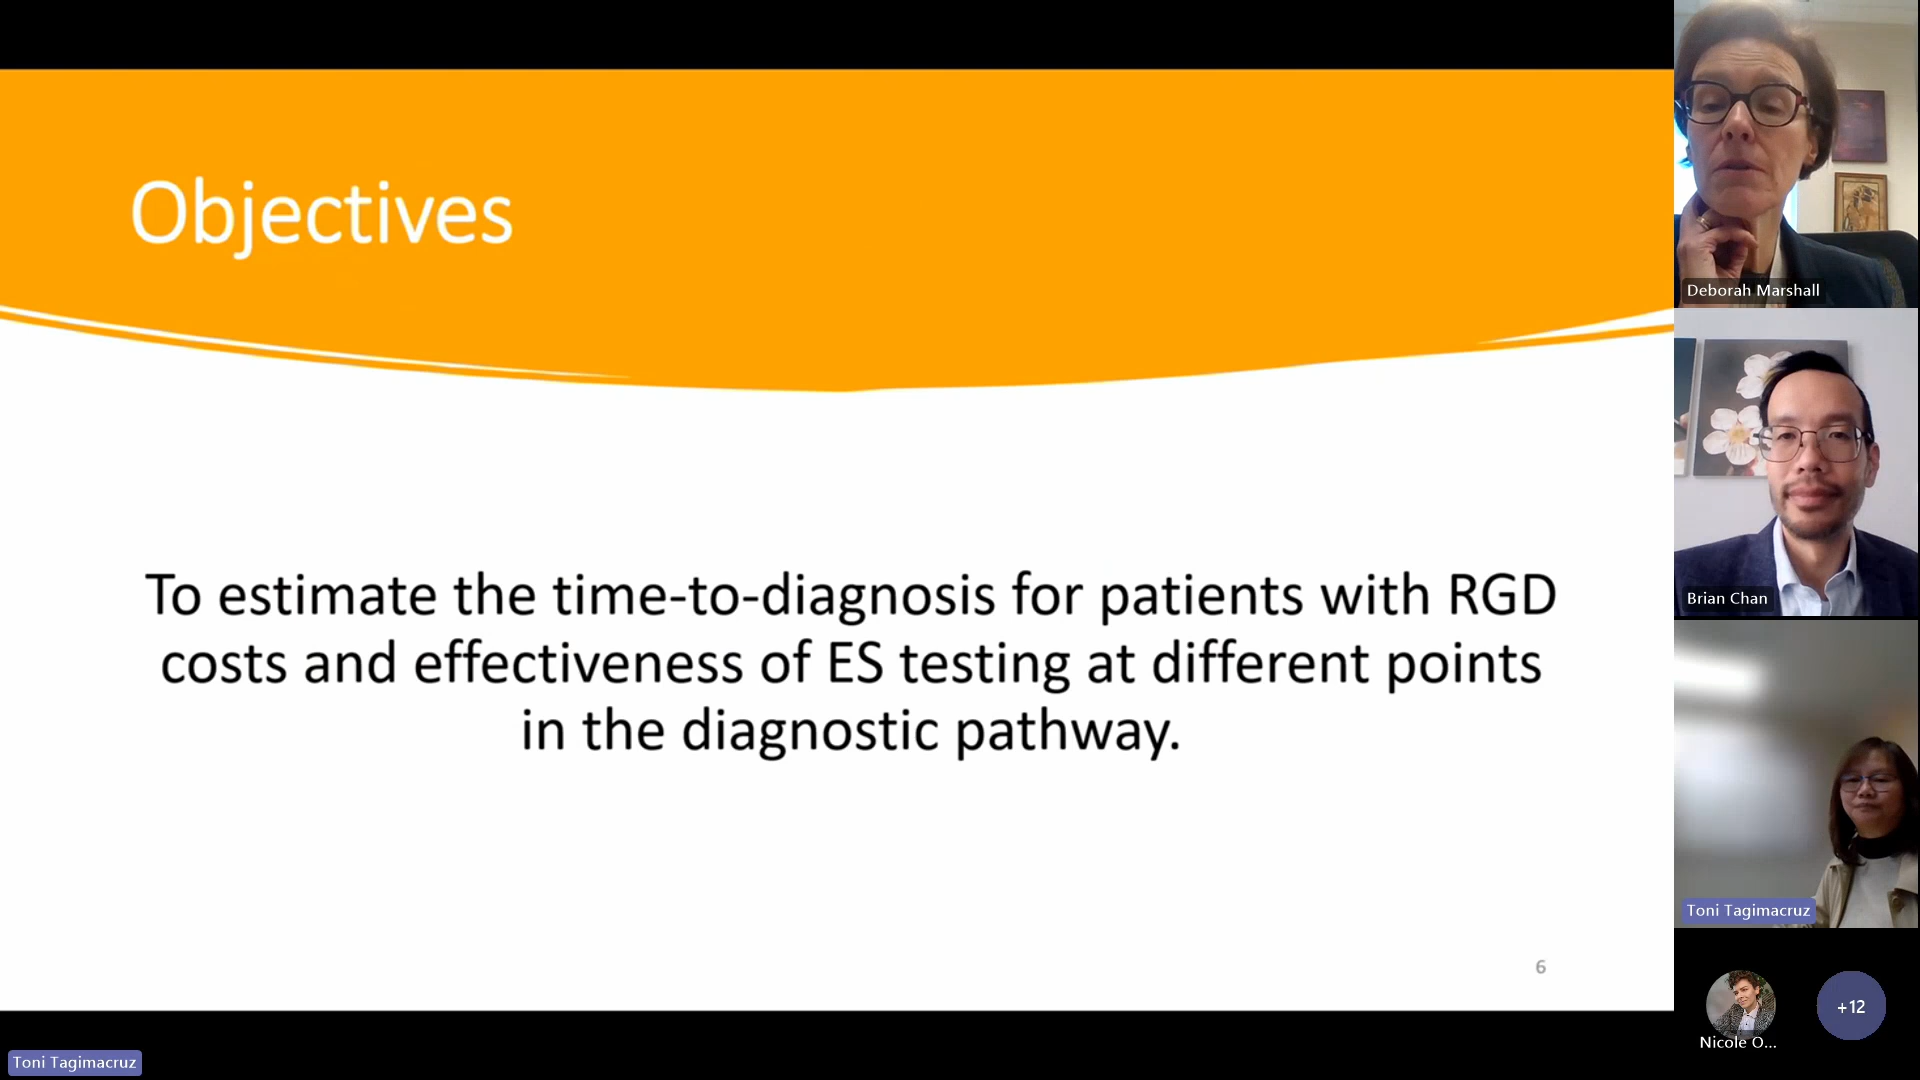 Objectives
To estimate the time-to-diagnosis for patients with RGD
costs and effectiveness of ES testing at different points
in the diagnostic pathway.
6
Toni Tagimacruz
Deborah Marshall
Brian Chan
Toni Tagimacruz
Nicole O...
+12